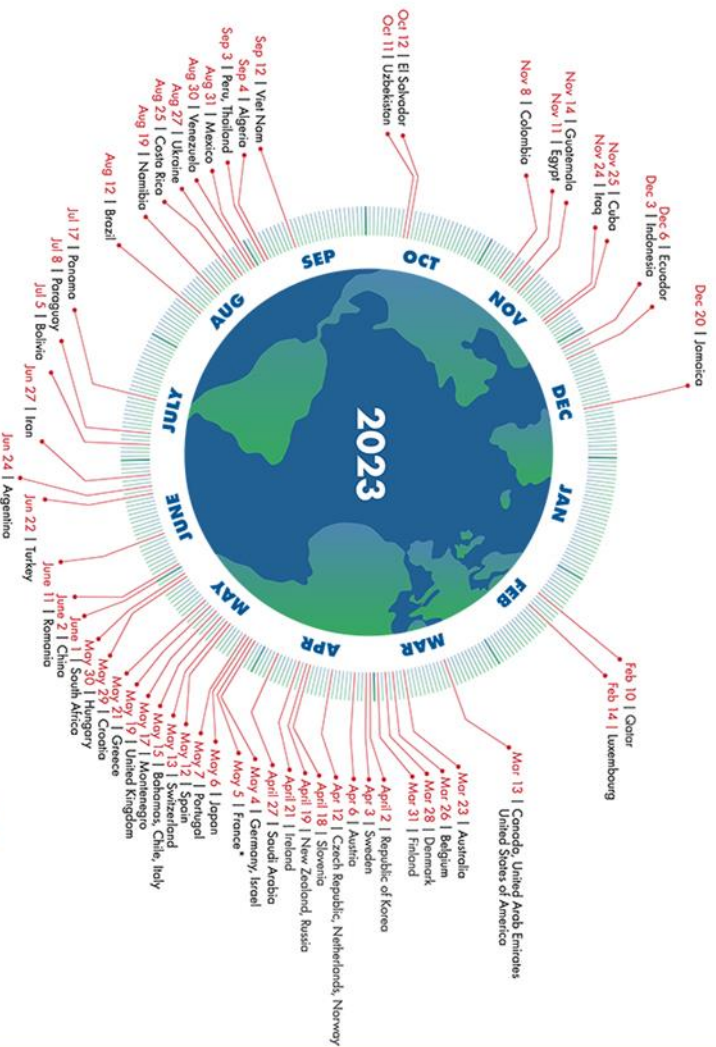 2023
JAN
FEB
MAR
APR
MAY
JUNE
JULY
AUG
SEP
OCT
NOV
DEC
Feb 10 | Qatar
Feb 14 | Luxembourg
Mar 13 | Canada, United Arab Emirates
United States of America
Mar 23 | Australia
Mar 26 | Belgium
Mar 28 | Denmark
Mar 31 | Finland
April 2 | Republic of Korea
Apr 3 | Sweden
Apr 6 | Austria
Apr 12 | Czech Republic, Netherlands, Norway
April 18 | Slovenia
April 19 | New Zealand, Russia
April 21 | Ireland
April 27 | Saudi Arabia
May 4 | Germany, Israel
May 5 | France*
May 6 | Japan
May 7 | Portugal
May 12 | Spain
May 13 | Switzerland
May 15 | Bahamas, Chile, Italy
May 17 | Montenegro
May 19 | United Kingdom
May 21 | Greece
May 29 | Croatia
May 30 | Hungary
June 1 | South Africa
June 2 | China
June 11 | Romania
Jun 22 | Turkey
Jun 24 | Argentina
Jun 27 | Iran
Jul 5 | Bolivia
Jul 8 | Paraguay
Jul 17 | Panama
Aug 12 | Brazil
Aug 19 | Namibia
Aug 25 | Costa Rica
Aug 27 | Ukraine
Aug 30 | Venezuela
Aug 31 | Mexico
Sep 3 | Peru, Thailand
Sep 4 | Algeria
Sep 12 | Viet Nam
Oct 11 | Uzbekistan
Oct 12 | El Salvador
Nov 8 | Colombia
Nov 11 | Egypt
Nov 14 | Guatemala
Nov 24 | Iraq
Nov 25 | Cuba
Dec 3 | Indonesia
Dec 6 | Ecuador
Dec 20 | Jamaica